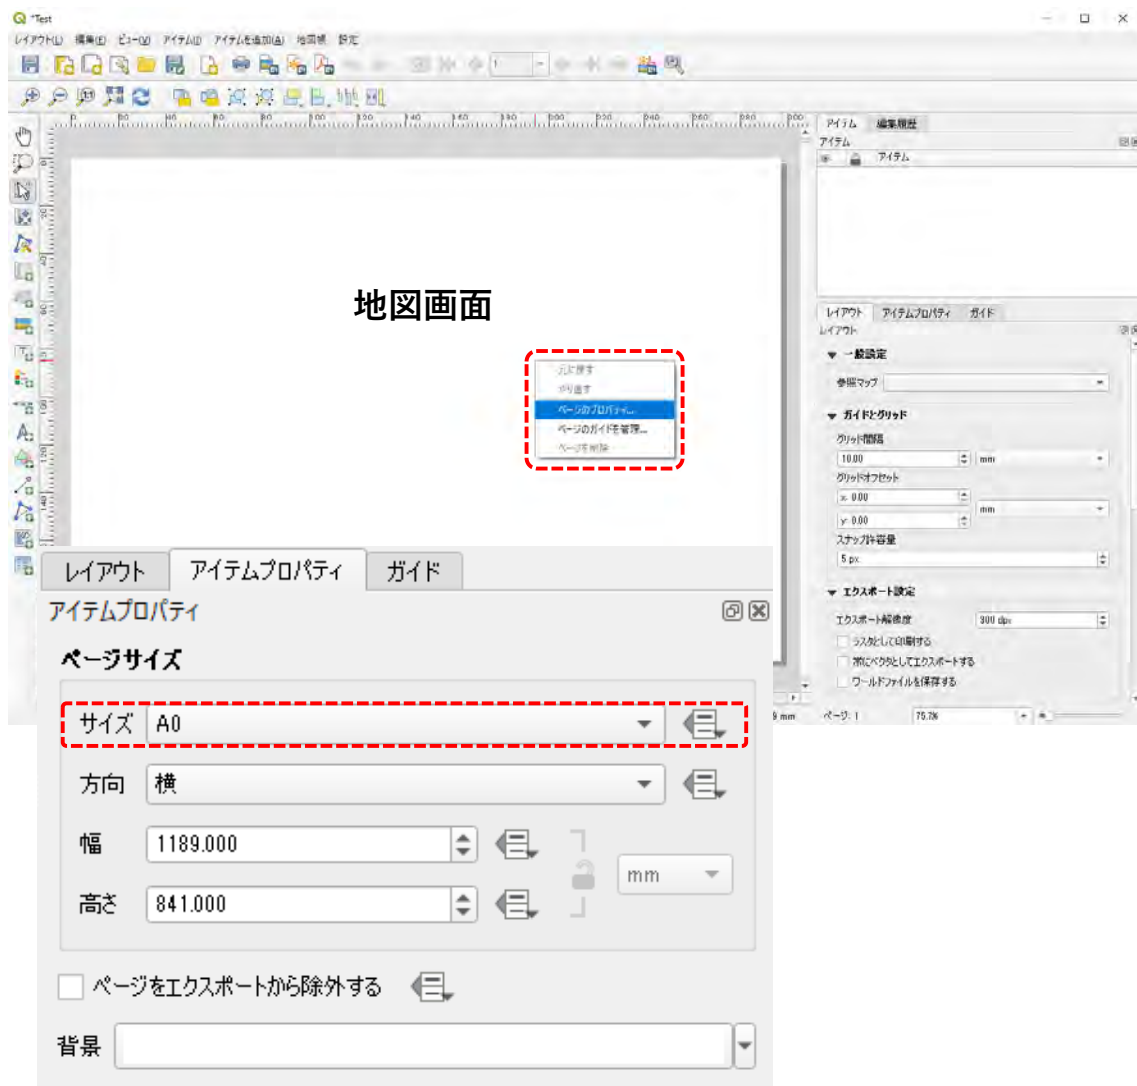 *Test
レイアウト(L) 編集(E) ビュー(V) アイテム(I) アイテムを追加(A) 地図帳 設定
アイテム 編集履歴
アイテム
アイテム
地図画面
元に戻す
やり直す
ページのプロパティ...
ページのガイドを管理...
ページを削除
レイアウト アイテムプロパティ ガイド
レイアウト
一般設定
参照マップ
ガイドとグリッド
グリッド間隔
10.00 mm
グリッドオフセット
x: 0.00
mm
y: 0.00
スナップ許容量
5 px
エクスポート設定
エクスポート解像度 300 dpi
ラスタとして印刷する
常にベクタとしてエクスポートする
ワールドファイルを保存する
mm ページ: 1 75.7%
レイアウト アイテムプロパティ ガイド
アイテムプロパティ
ページサイズ
サイズ A0
方向 横
幅 1189.000
mm
高さ 841.000
ページをエクスポートから除外する
背景